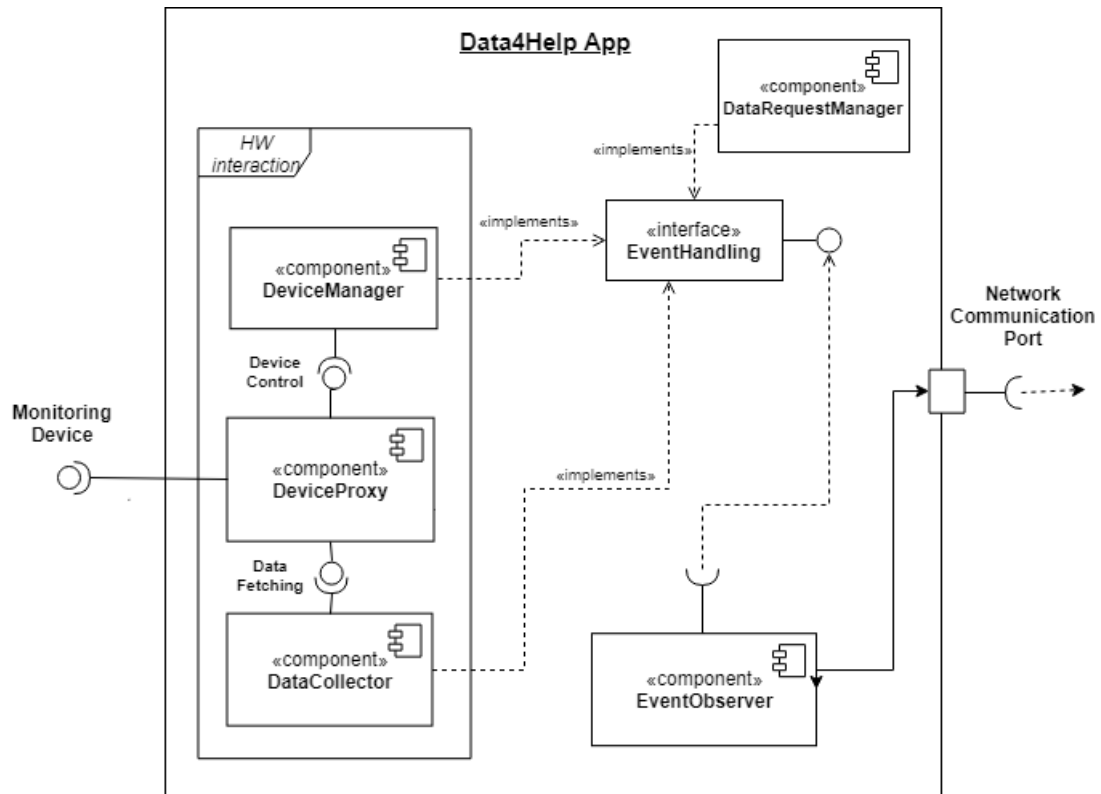 Data4Help App
«component»
DataRequestManager
HW
interaction
«implements»
«implements»
«interface»
EventHandling
«component»
DeviceManager
Network
Communication
Port
Device
Control
Monitoring
Device
«component»
DeviceProxy
«implements»
Data
Fetching
«component»
DataCollector
«component»
EventObserver